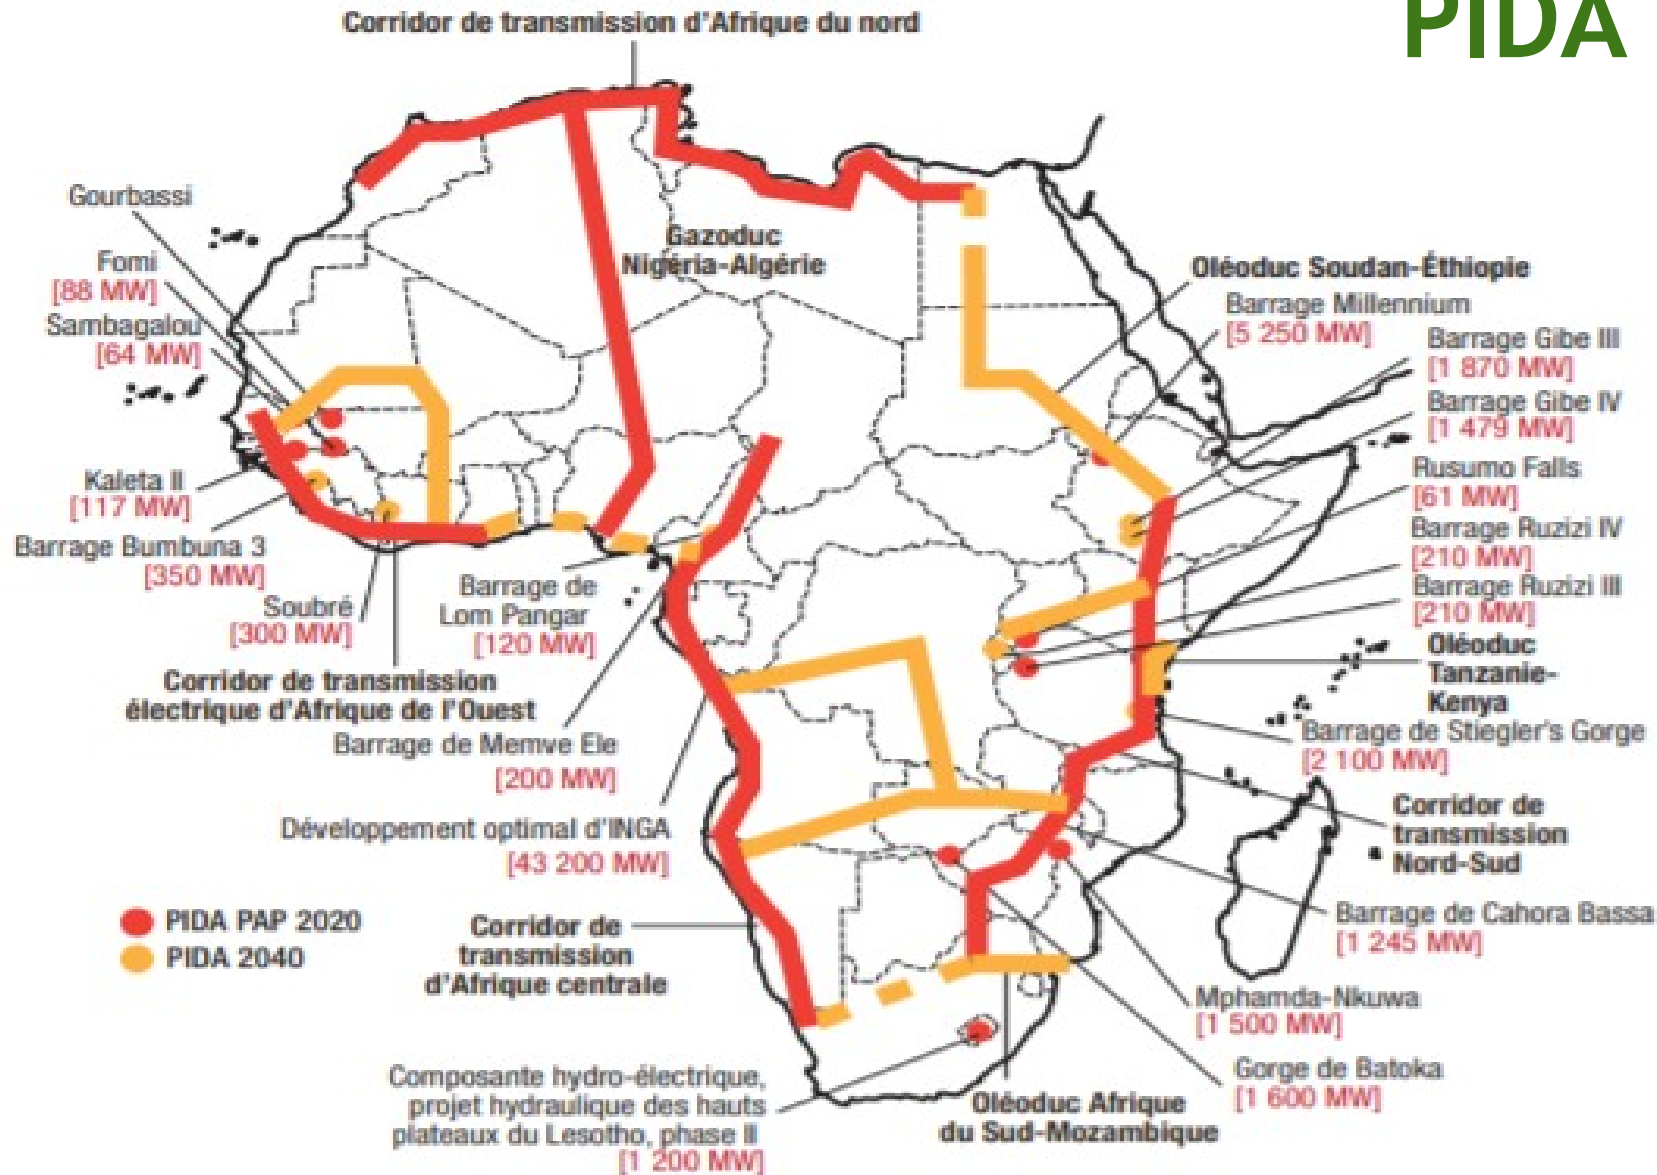 PIDA
Corridor de transmission d'Afrique du nord
Gourbassi
Fomi
[88 MW]
Sambagalou
[64 MW]
Kaleta II
[117 MW]
Barrage Bumbuna 3
[350 MW]
Soubré
[300 MW]
Corridor de transmission
électrique d'Afrique de l'Ouest
Barrage de
Lom Pangar
[120 MW]
Barrage de Memve Ele
[200 MW]
Développement optimal d'INGA
[43 200 MW]
Gazoduc
Nigéria-Algérie
Oléoduc Soudan-Éthiopie
Barrage Millennium
[5 250 MW]
Barrage Gibe III
[1 870 MW]
Barrage Gibe IV
[1 479 MW]
Rusumo Falls
[61 MW]
Barrage Ruzizi IV
[210 MW]
Barrage Ruzizi III
[210 MW]
Oléoduc
Tanzanie-
Kenya
Barrage de Stiegler's Gorge
[2 100 MW]
Corridor de
transmission
Nord-Sud
Barrage de Cahora Bassa
[1 245 MW]
Mphamda-Nkuwa
[1 500 MW]
Gorge de Batoka
[1 600 MW]
Oléoduc Afrique
du Sud-Mozambique
Corridor de
transmission
d'Afrique centrale
Composante hydro-électrique,
projet hydraulique des hauts
plateaux du Lesotho, phase II
[1 200 MW]
PIDA PAP 2020
PIDA 2040